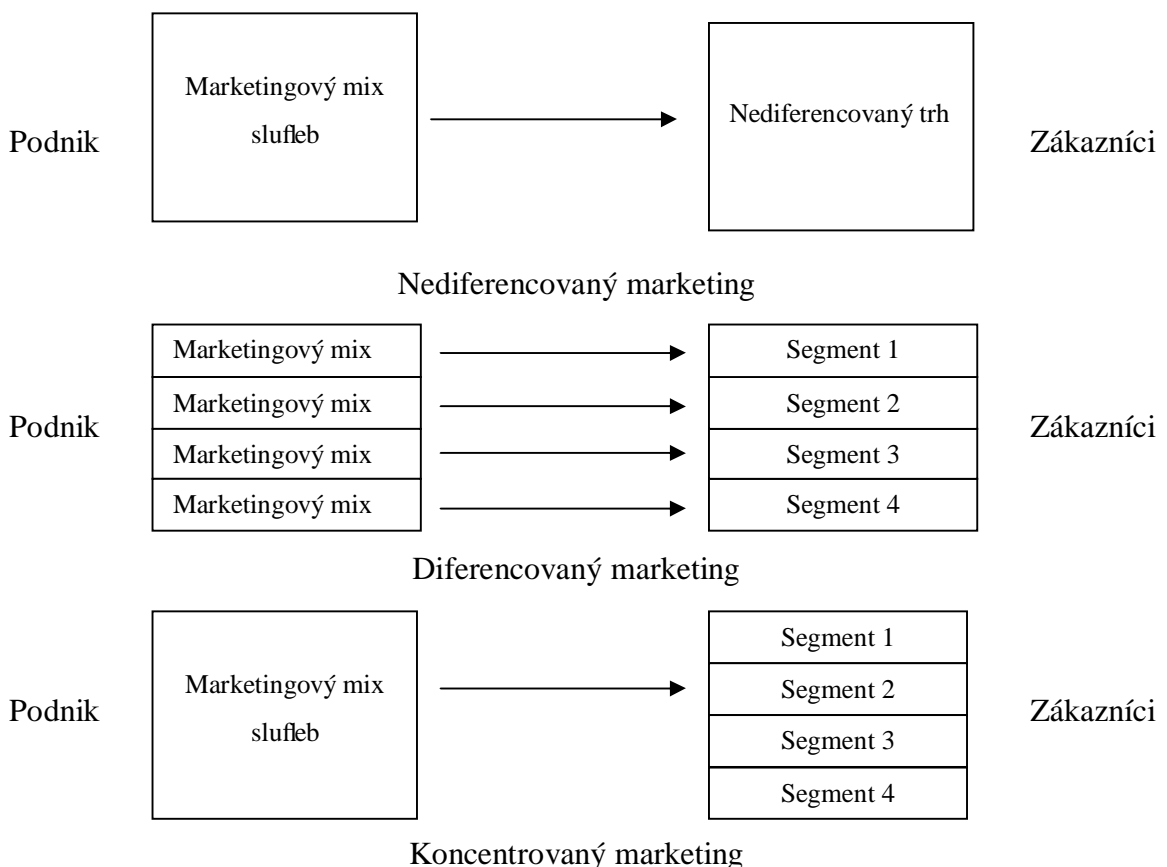 Marketingový mix
slufleb
Nediferencovaný trh
Podnik
Zákazníci
Nediferencovaný marketing
Marketingový mix
Segment 1
Marketingový mix
Segment 2
Podnik
Zákazníci
Marketingový mix
Segment 3
Marketingový mix
Segment 4
Diferencovaný marketing
Segment 1
Marketingový mix
Segment 2
Podnik
Zákazníci
slufleb
Segment 3
Segment 4
Koncentrovaný marketing